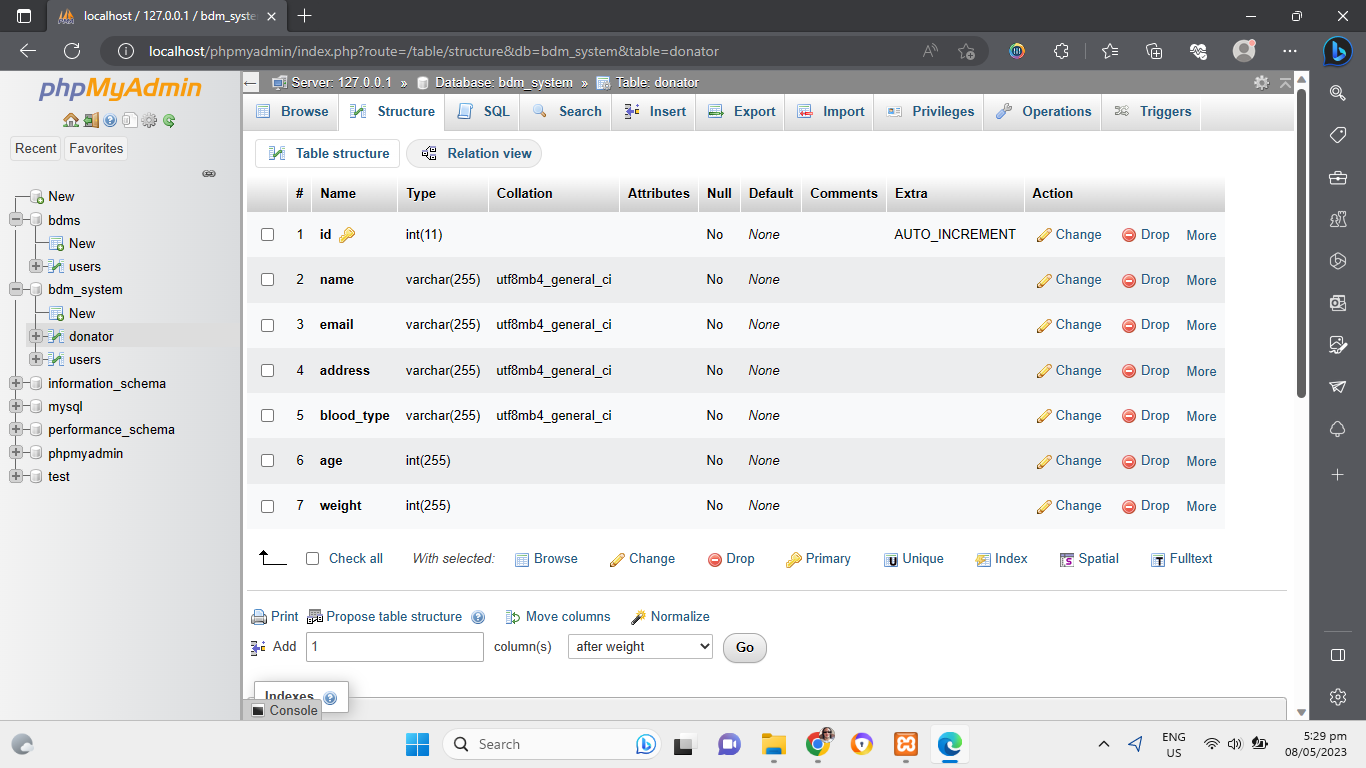 localhost / 127.0.0.1 / bdm_syste
localhost/phpmyadmin/index.php?route=/table/structure&db=bdm_system&table=donator
phpMyAdmin
Recent Favorites
New
bdms
New
users
bdm_system
New
donator
users
information_schema
mysql
performance_schema
phpmyadmin
test
Server: 127.0.0.1 » Database: bdm_system » Table: donator
Browse Structure SQL Search Insert Export Import Privileges Operations Triggers
Table structure Relation view
# Name Type Collation Attributes Null Default Comments Extra Action
1 id int(11) No None AUTO_INCREMENT Change Drop More
2 name varchar(255) utf8mb4_general_ci No None Change Drop More
3 email varchar(255) utf8mb4_general_ci No None Change Drop More
4 address varchar(255) utf8mb4_general_ci No None Change Drop More
5 blood_type varchar(255) utf8mb4_general_ci No None Change Drop More
6 age int(255) No None Change Drop More
7 weight int(255) No None Change Drop More
Check all With selected: Browse Change Drop Primary Unique Index Spatial Fulltext
Print Propose table structure Move columns Normalize
Add 1 column(s) after weight Go
Indexes
Console
Search
ENG
US
5:29 pm
08/05/2023